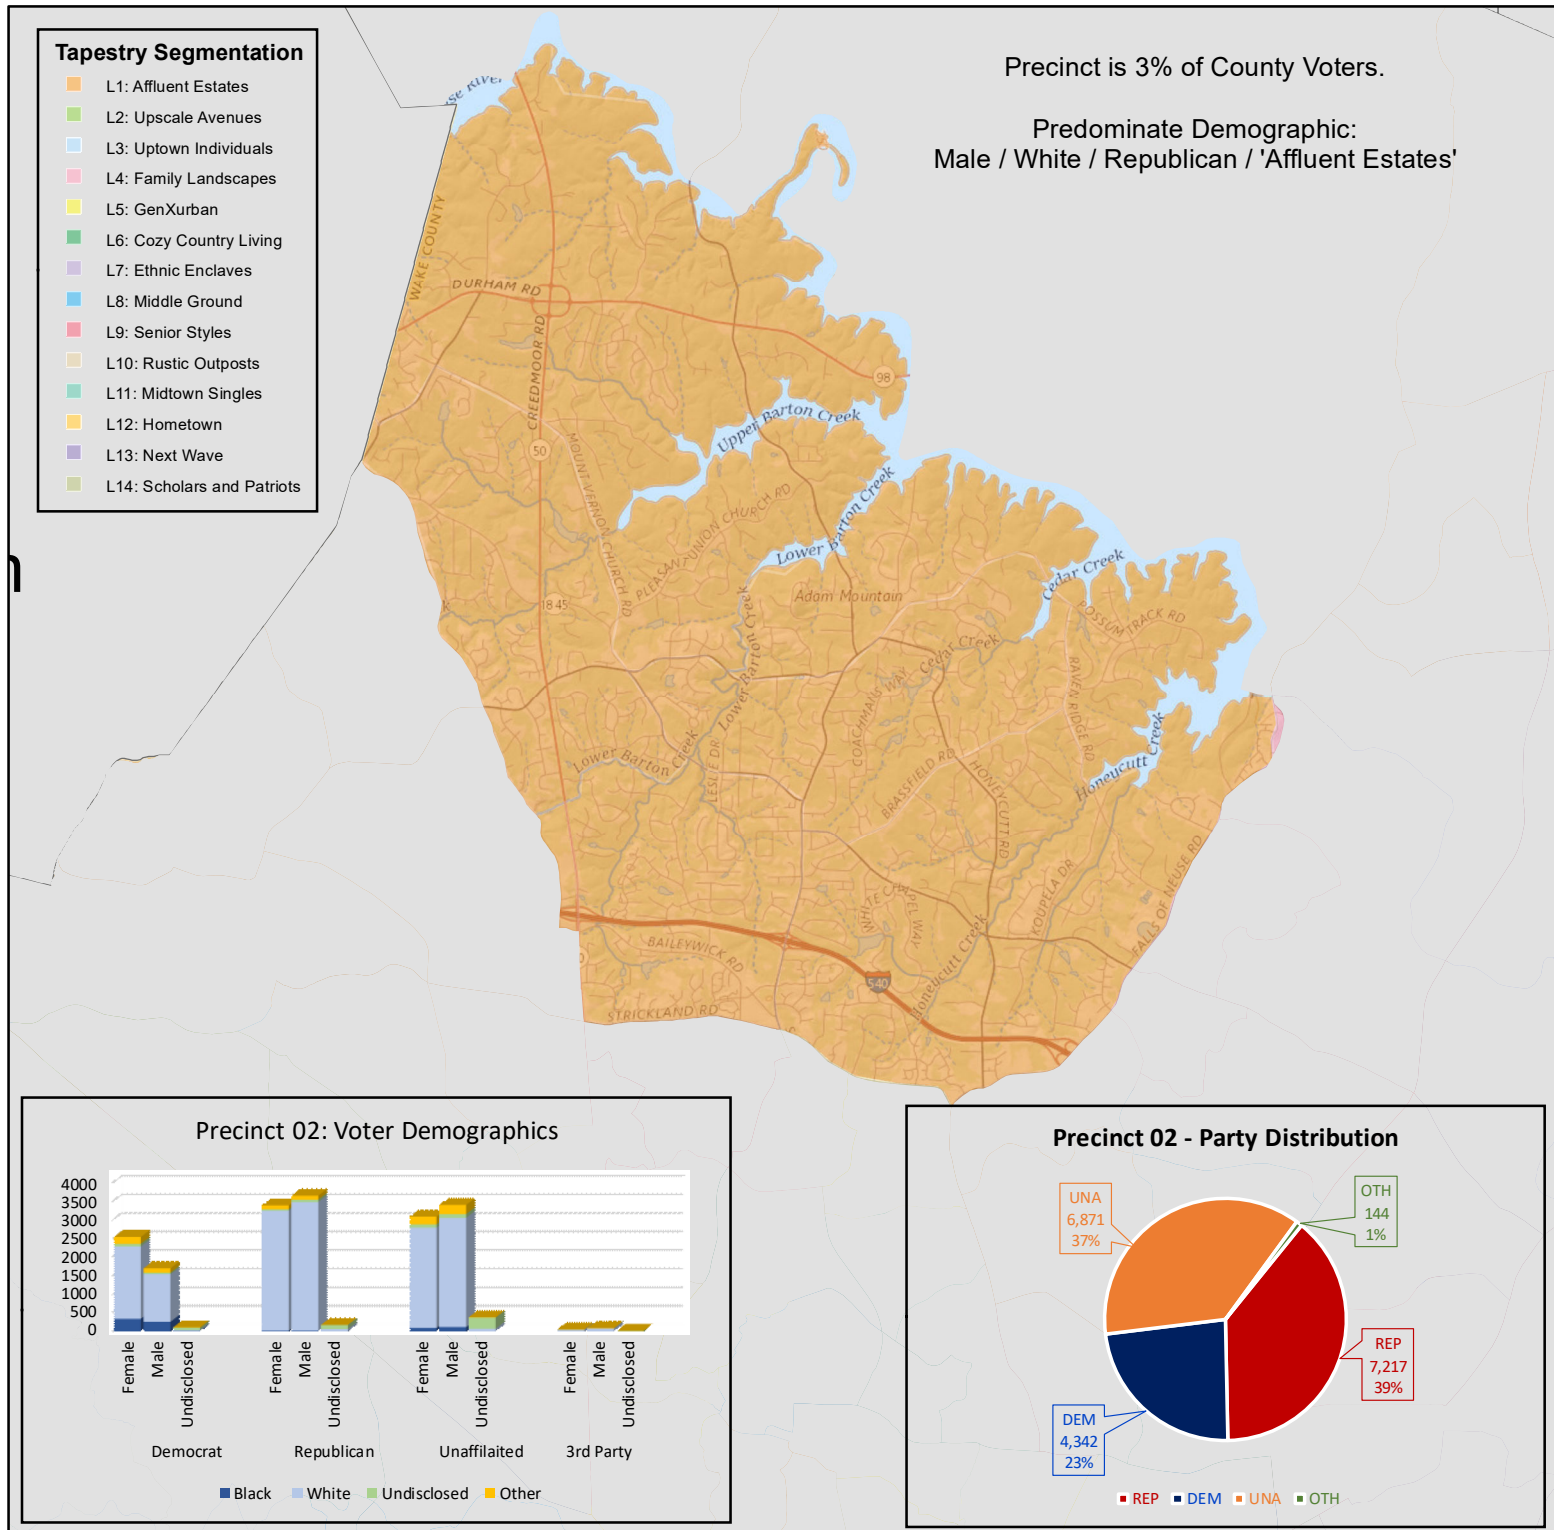 Tapestry Segmentation
L1: Affluent Estates
L2: Upscale Avenues
L3: Uptown Individuals
L4: Family Landscapes
L5: GenXurban
L6: Cozy Country Living
L7: Ethnic Enclaves
L8: Middle Ground
L9: Senior Styles
L10: Rustic Outposts
L11: Midtown Singles
L12: Hometown
L13: Next Wave
L14: Scholars and Patriots
Precinct is 3% of County Voters.
Predominate Demographic:
Male / White / Republican / 'Affluent Estates'
n
se River
WAKE COUNTY
DURHAM RD
CREEDMOOR RD
98
Upper Barton Creek
50
MOUNT VERNON CHURCH RD
PLEASANT UNION CHURCH RD
Lower Barton Creek
Cedar Creek
Adam Mountain
1845
POSSUM TRACK RD
Lower Barton Creek
Cedar Creek
COACHMANS WAY
RAVEN RIDGE RD
Lower Barton Creek
LESLIE DR
BRASSFIELD RD
HONEYCUTT RD
Honeycutt Creek
WHITE CHAPEL WAY
KOUPELA DR
FALLS OF NEUSE RD
BAILEYWICK RD
540
Honeycutt Creek
STRICKLAND RD
Precinct 02: Voter Demographics
4000
3500
3000
2500
2000
1500
1000
500
0
Female
Male
Undisclosed
Female
Male
Undisclosed
Female
Male
Undisclosed
Female
Male
Undisclosed
Democrat Republican Unaffilaited 3rd Party
Black White Undisclosed Other
Precinct 02 - Party Distribution
UNA
6,871
37%
OTH
144
1%
REP
7,217
39%
DEM
4,342
23%
REP DEM UNA OTH